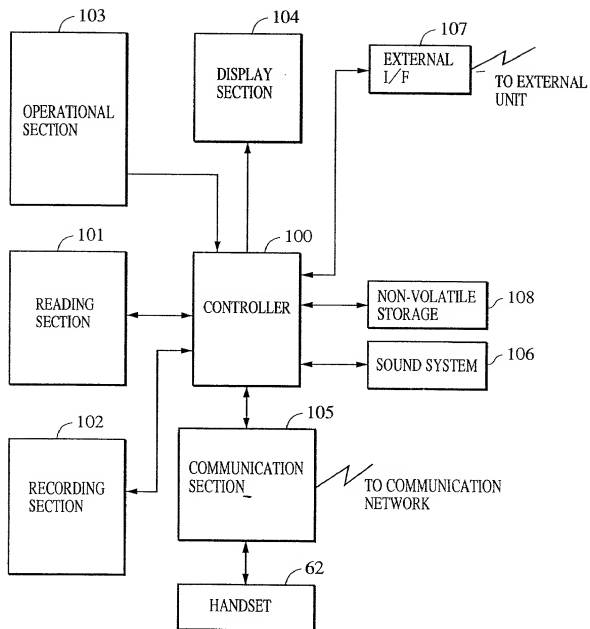 103
OPERATIONAL
SECTION
104
DISPLAY
SECTION
107
EXTERNAL
I/F
TO EXTERNAL
UNIT
101
READING
SECTION
100
CONTROLLER
NON-VOLATILE
STORAGE
108
SOUND SYSTEM
106
102
RECORDING
SECTION
105
COMMUNICATION
SECTION
TO COMMUNICATION
NETWORK
62
HANDSET